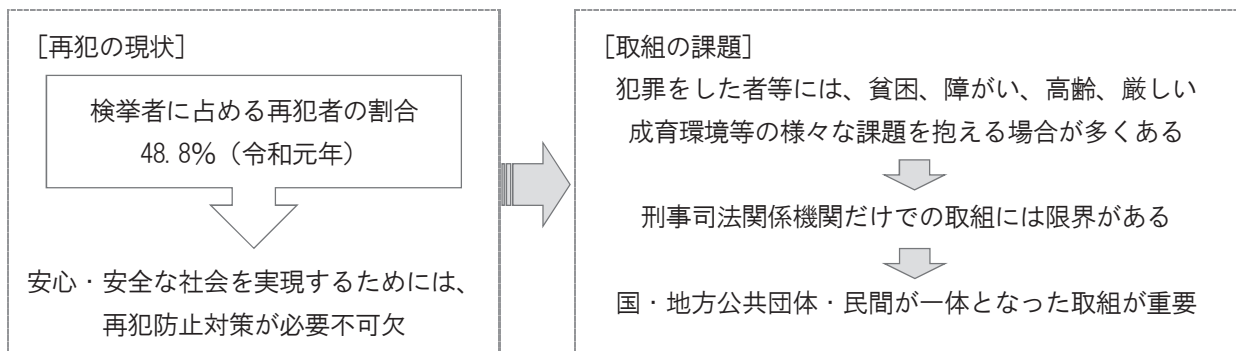 ［再犯の現状］
検挙者に占める再犯者の割合
48.8％（令和元年）
安心・安全な社会を実現するためには、
再犯防止対策が必要不可欠
［取組の課題］
犯罪をした者等には、貧困、障がい、高齢、厳しい
成育環境等の様々な課題を抱える場合が多くある
刑事司法関係機関だけでの取組には限界がある
国・地方公共団体・民間が一体となった取組が重要